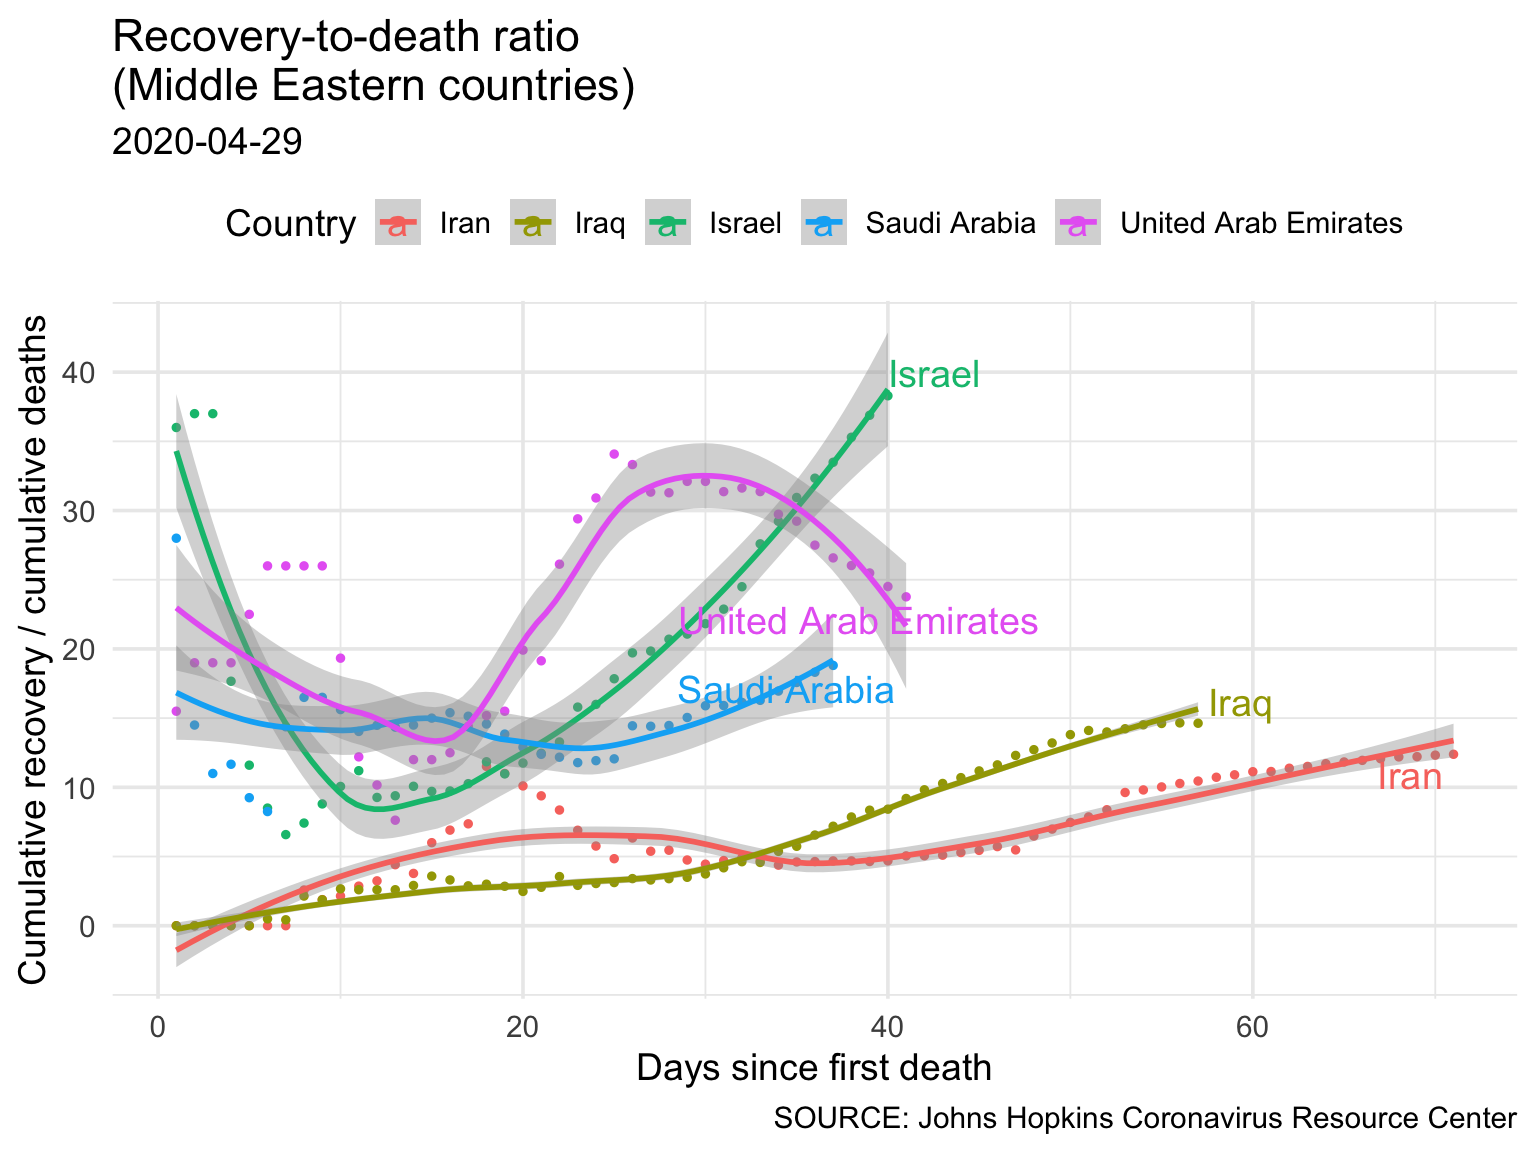 Recovery-to-death ratio
(Middle Eastern countries)
2020-04-29
Country a Iran a Iraq a Israel a Saudi Arabia a United Arab Emirates
Cumulative recovery / cumulative deaths
40
30
20
10
0
Israel
United Arab Emirates
Saudi Arabia
Iraq
Iran
0 20 40 60
Days since first death
SOURCE: Johns Hopkins Coronavirus Resource Center